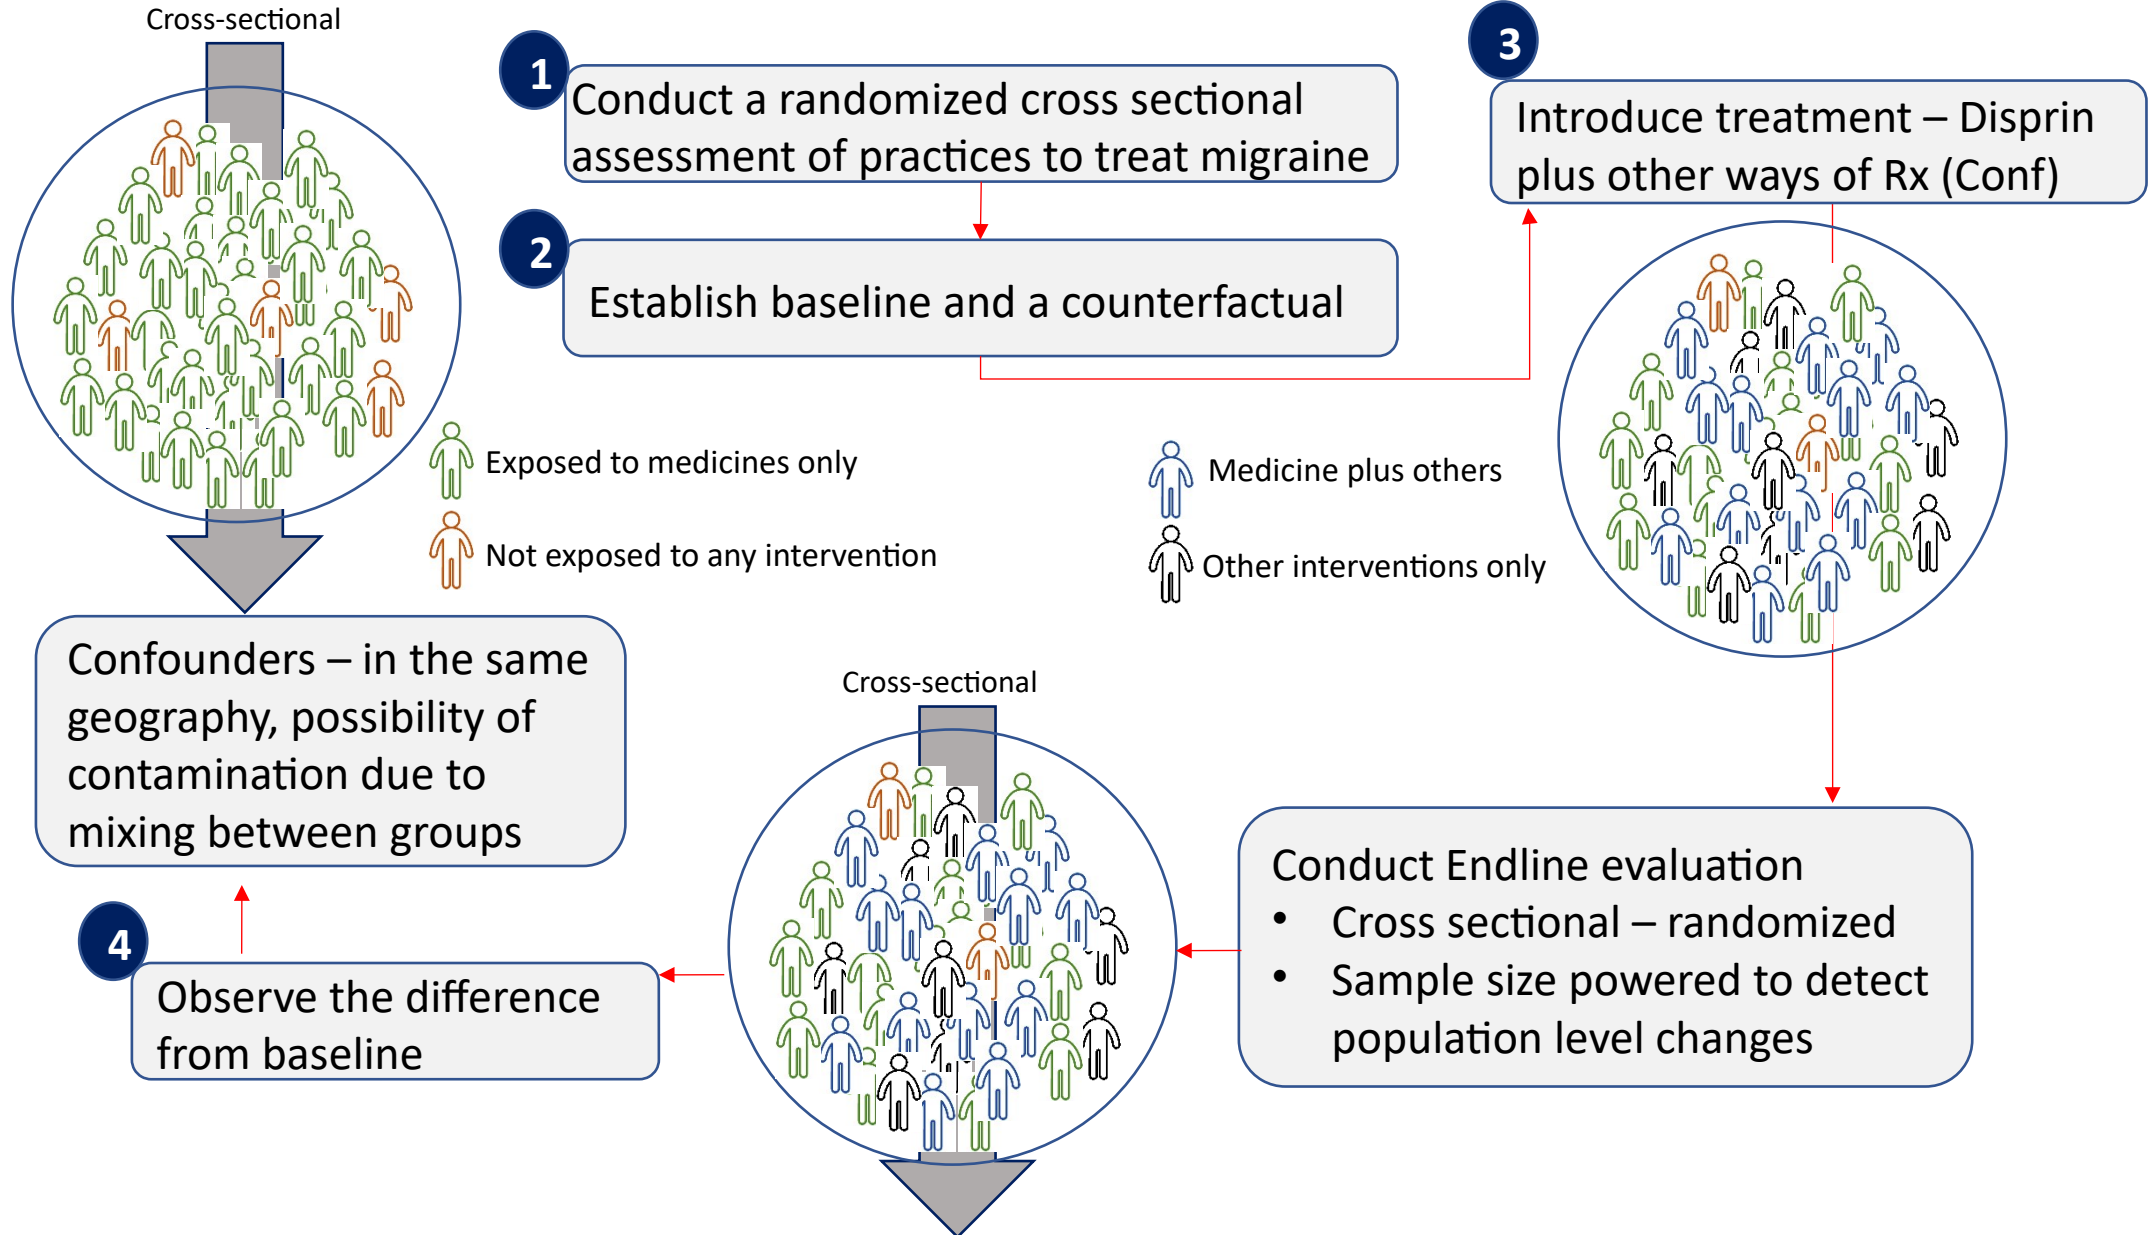 Cross-sectional
1
Conduct a randomized cross sectional
assessment of practices to treat migraine
2
Establish baseline and a counterfactual
3
Introduce treatment – Disprin
plus other ways of Rx (Conf)
Exposed to medicines only
Not exposed to any intervention
Medicine plus others
Other interventions only
Confounders – in the same
geography, possibility of
contamination due to
mixing between groups
Cross-sectional
Conduct Endline evaluation
• Cross sectional – randomized
• Sample size powered to detect
population level changes
4
Observe the difference
from baseline